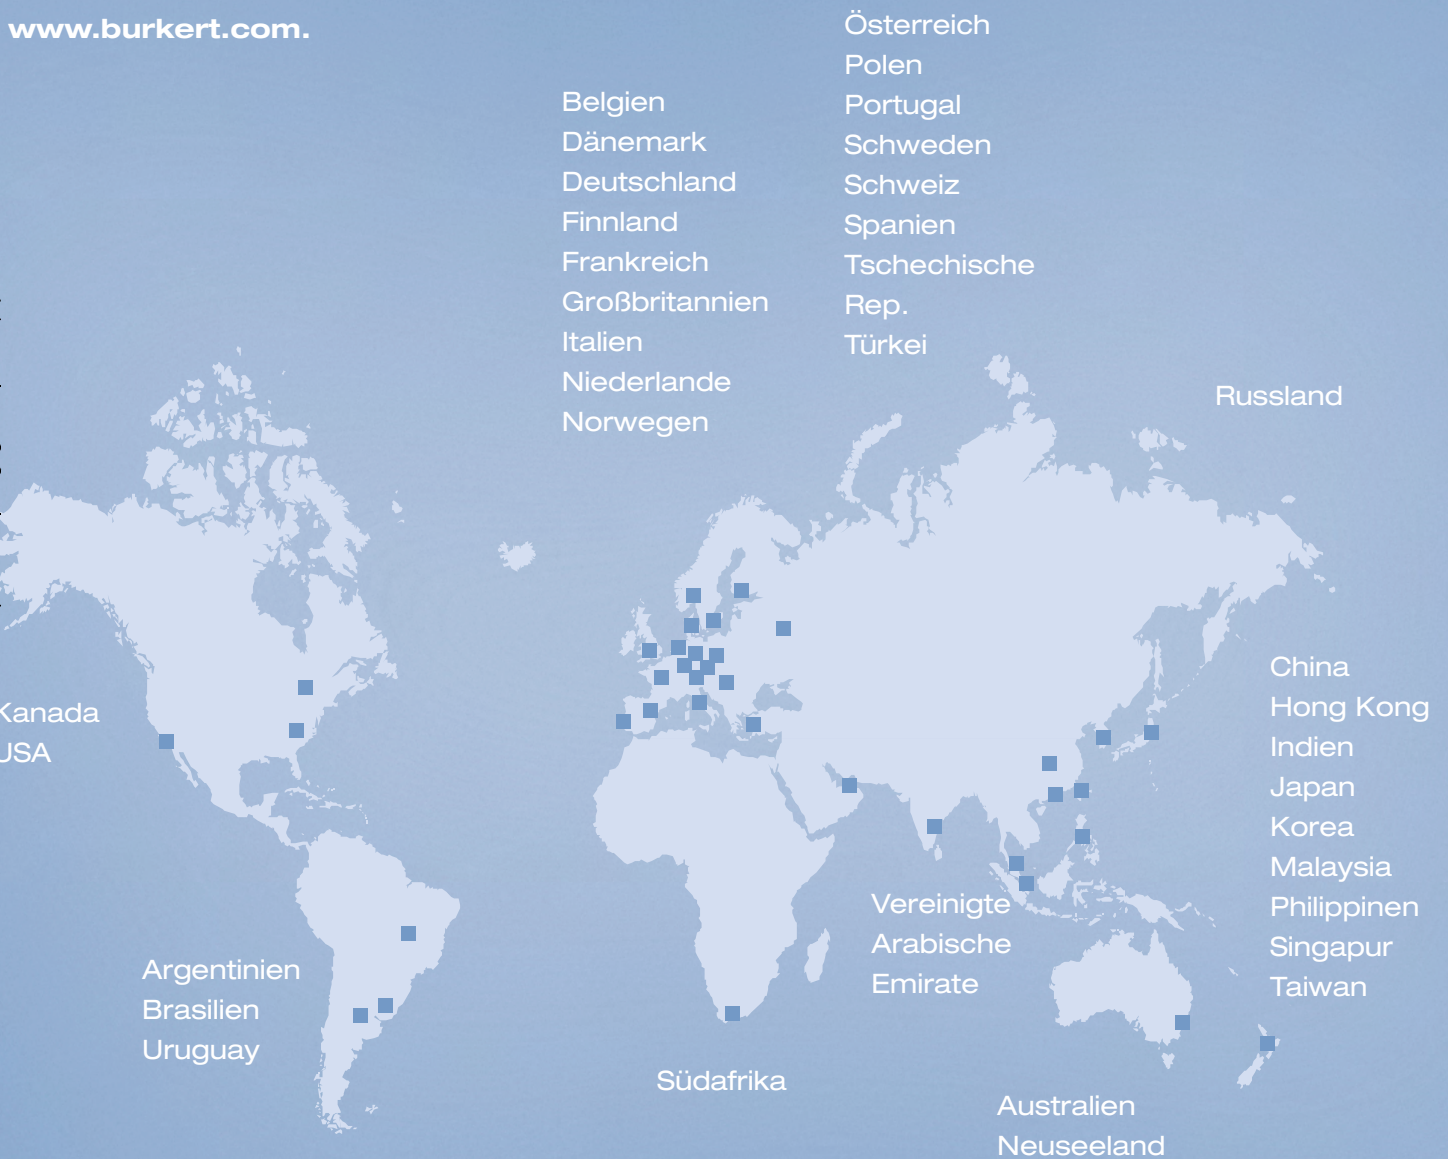 www.burkert.com.
Belgien
Dänemark
Deutschland
Finnland
Frankreich
Großbritannien
Italien
Niederlande
Norwegen
Österreich
Polen
Portugal
Schweden
Schweiz
Spanien
Tschechische
Rep.
Türkei
Russland
Kanada
USA
China
Hong Kong
Indien
Japan
Korea
Malaysia
Philippinen
Singapur
Taiwan
Vereinigte
Arabische
Emirate
Argentinien
Brasilien
Uruguay
Südafrika
Australien
Neuseeland